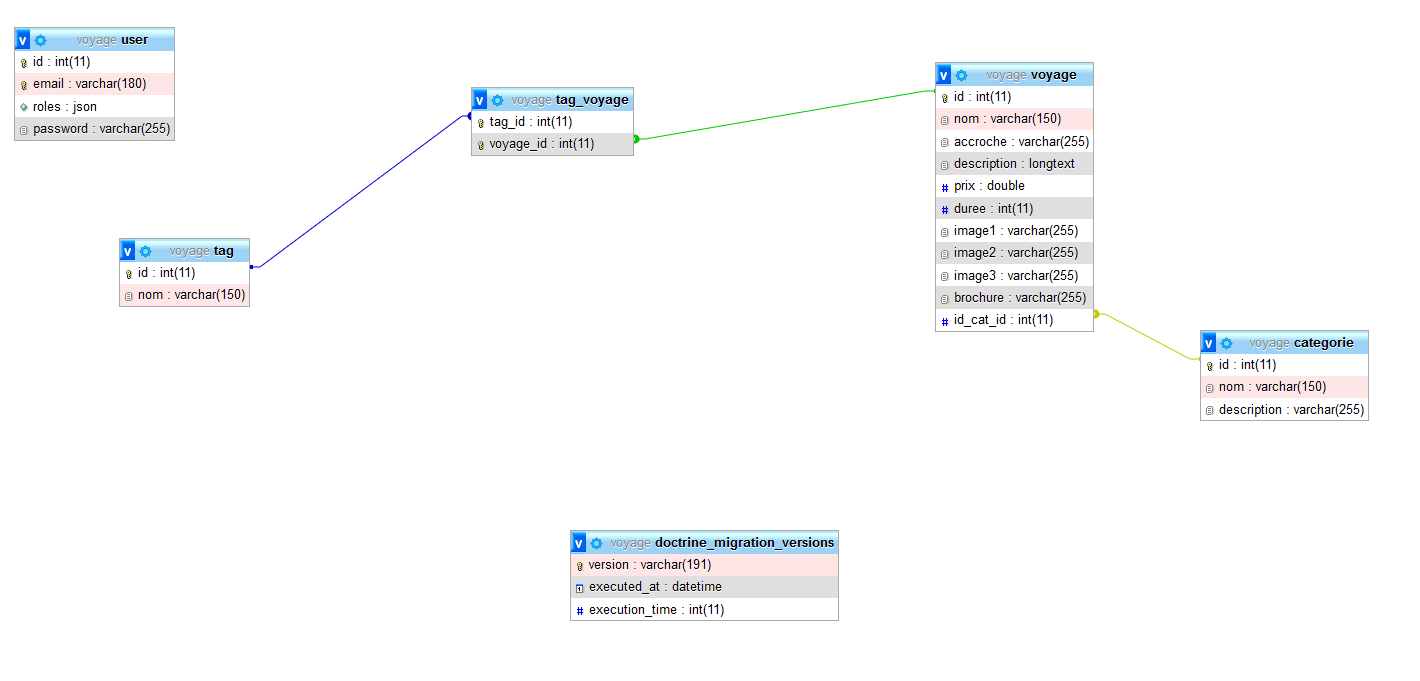 v voyage user
id : int(11)
email : varchar(180)
roles : json
password : varchar(255)
v voyage tag_voyage
tag_id : int(11)
voyage_id : int(11)
v voyage voyage
id : int(11)
nom : varchar(150)
accroche : varchar(255)
description : longtext
# prix : double
# duree : int(11)
image1 : varchar(255)
image2 : varchar(255)
image3 : varchar(255)
brochure : varchar(255)
# id_cat_id : int(11)
v voyage tag
id : int(11)
nom : varchar(150)
v voyage categorie
id : int(11)
nom : varchar(150)
description : varchar(255)
v voyage doctrine_migration_versions
version : varchar(191)
executed_at : datetime
# execution_time : int(11)